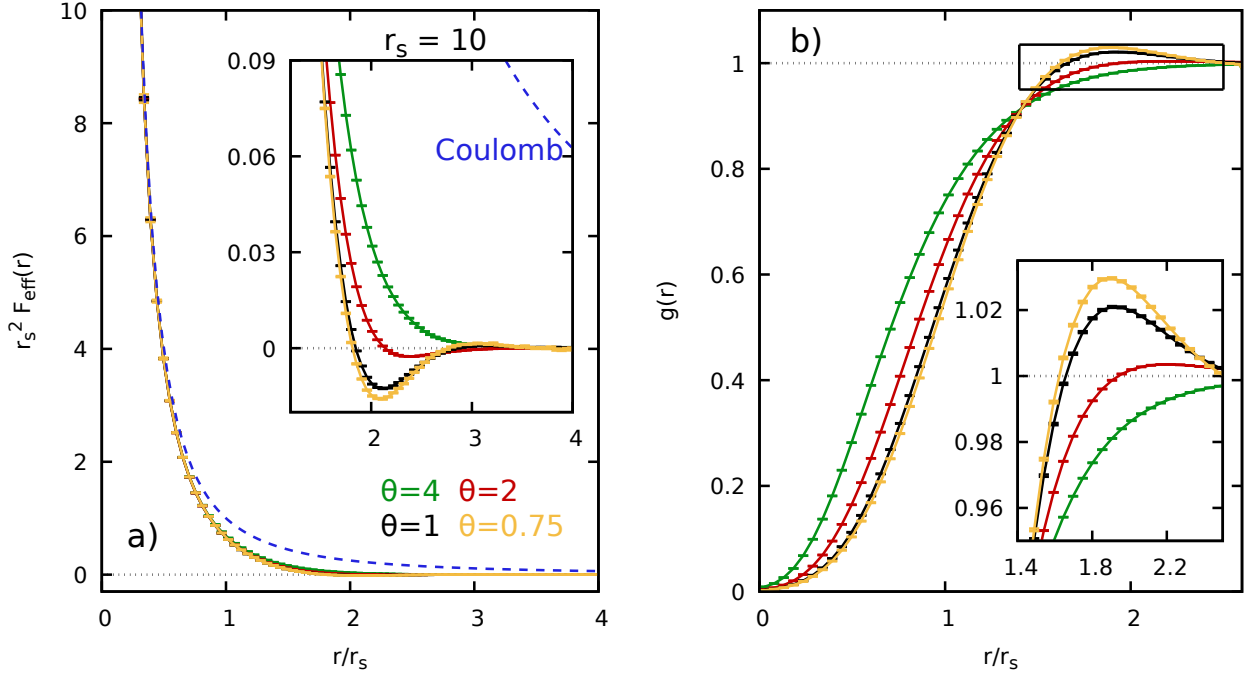 a)
r_s² F_eff(r)
10
8
6
4
2
0
0 1 2 3 4
r/r_s
r_s = 10
0.09
0.06
0.03
0
2 3 4
Coulomb
θ=4 θ=2
θ=1 θ=0.75
b)
g(r)
1
0.8
0.6
0.4
0.2
0
0 1 2
r/r_s
1.02
1
0.98
0.96
1.4 1.8 2.2